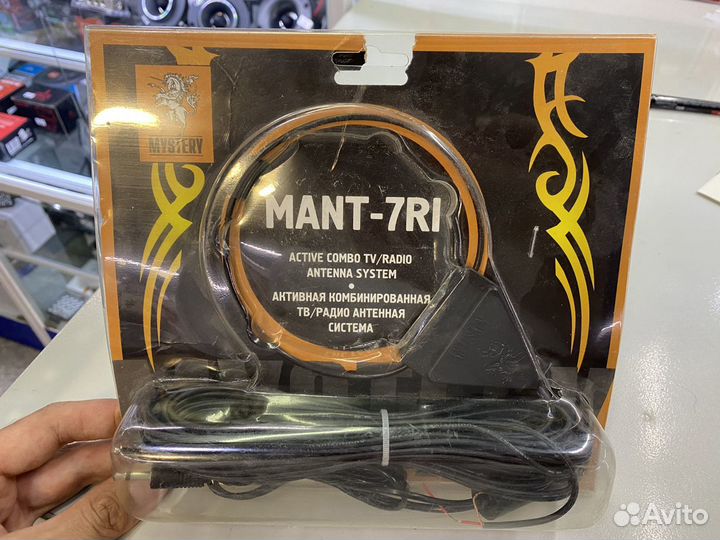 MYSTERY
MANT-7RI
ACTIVE COMBO TV/RADIO
ANTENNA SYSTEM
•
АКТИВНАЯ КОМБИНИРОВАННАЯ
ТВ/РАДИО АНТЕННАЯ
СИСТЕМА
Avito